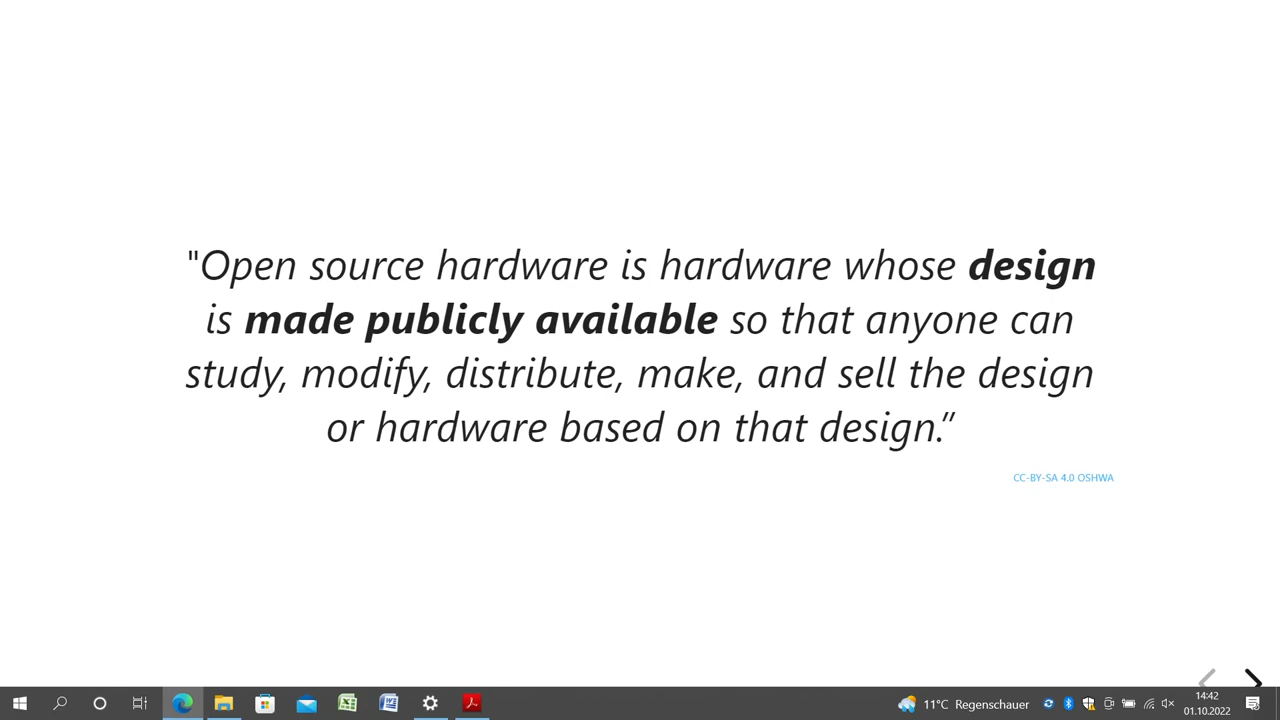 "Open source hardware is hardware whose design
is made publicly available so that anyone can
study, modify, distribute, make, and sell the design
or hardware based on that design.”
CC-BY-SA 4.0 OSHWA
11°C Regenschauer
14:42
01.10.2022